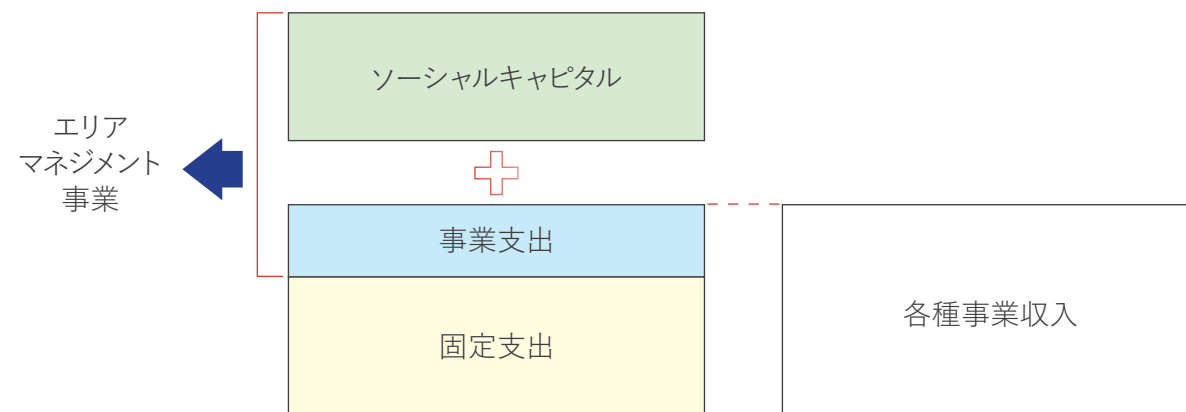 ソーシャルキャピタル
エリア
マネジメント
事業
事業支出
固定支出
各種事業収入